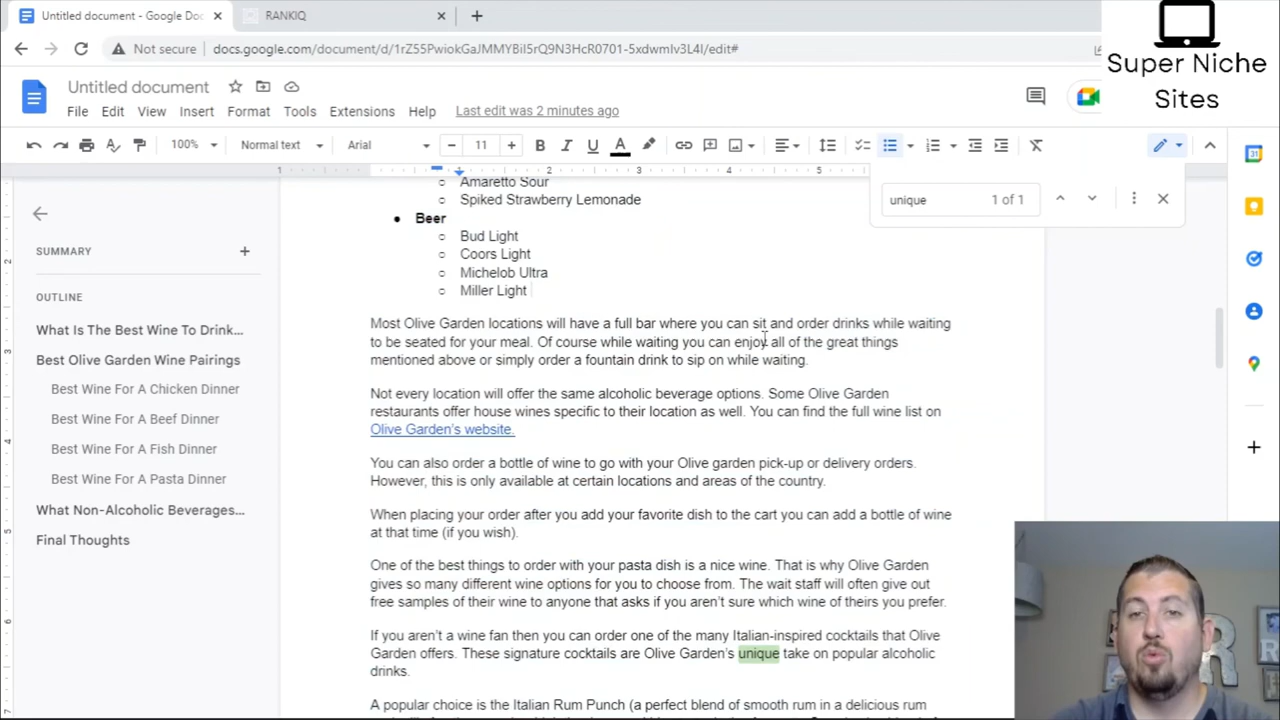 Untitled document - Google Doc
RANKIQ
Not secure
docs.google.com/document/d/1rZ55PwiokGaJMMYBiI5rQ9N3HcR0701-5xdwmIv3L4I/edit#
Super Niche
Sites
Untitled document
File Edit View Insert Format Tools Extensions Help Last edit was 2 minutes ago
100% Normal text Arial 11
1 1 2 3 4 5
unique 1 of 1
SUMMARY
OUTLINE
What Is The Best Wine To Drink...
Best Olive Garden Wine Pairings
Best Wine For A Chicken Dinner
Best Wine For A Beef Dinner
Best Wine For A Fish Dinner
Best Wine For A Pasta Dinner
What Non-Alcoholic Beverages...
Final Thoughts
Amaretto Sour
Spiked Strawberry Lemonade
Beer
Bud Light
Coors Light
Michelob Ultra
Miller Light
Most Olive Garden locations will have a full bar where you can sit and order drinks while waiting
to be seated for your meal. Of course while waiting you can enjoy all of the great things
mentioned above or simply order a fountain drink to sip on while waiting.
Not every location will offer the same alcoholic beverage options. Some Olive Garden
restaurants offer house wines specific to their location as well. You can find the full wine list on
Olive Garden's website.
You can also order a bottle of wine to go with your Olive garden pick-up or delivery orders.
However, this is only available at certain locations and areas of the country.
When placing your order after you add your favorite dish to the cart you can add a bottle of wine
at that time (if you wish).
One of the best things to order with your pasta dish is a nice wine. That is why Olive Garden
gives so many different wine options for you to choose from. The wait staff will often give out
free samples of their wine to anyone that asks if you aren't sure which wine of theirs you prefer.
If you aren't a wine fan then you can order one of the many Italian-inspired cocktails that Olive
Garden offers. These signature cocktails are Olive Garden's unique take on popular alcoholic
drinks.
A popular choice is the Italian Rum Punch (a perfect blend of smooth rum in a delicious rum
2
3
4
5
6
7
31
R